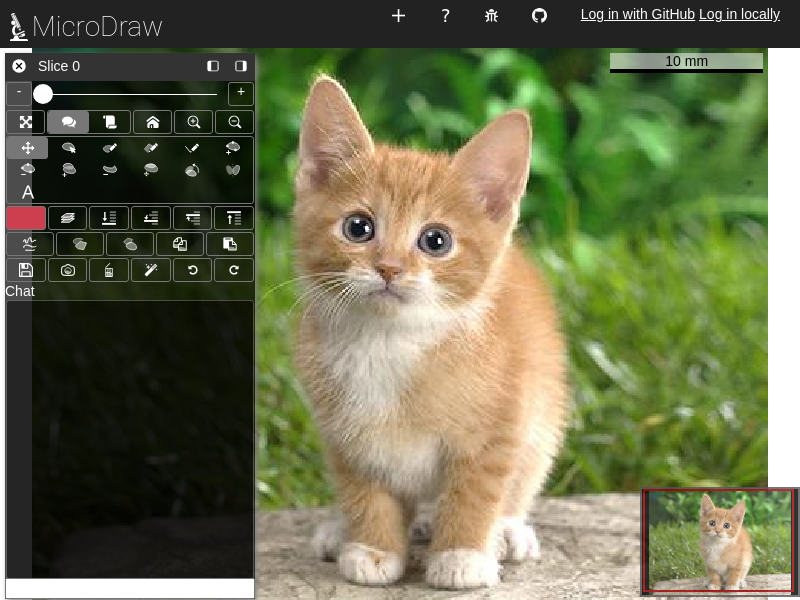 MicroDraw
+
?
Log in with GitHub Log in locally
Slice 0
10 mm
-
+
A
Chat